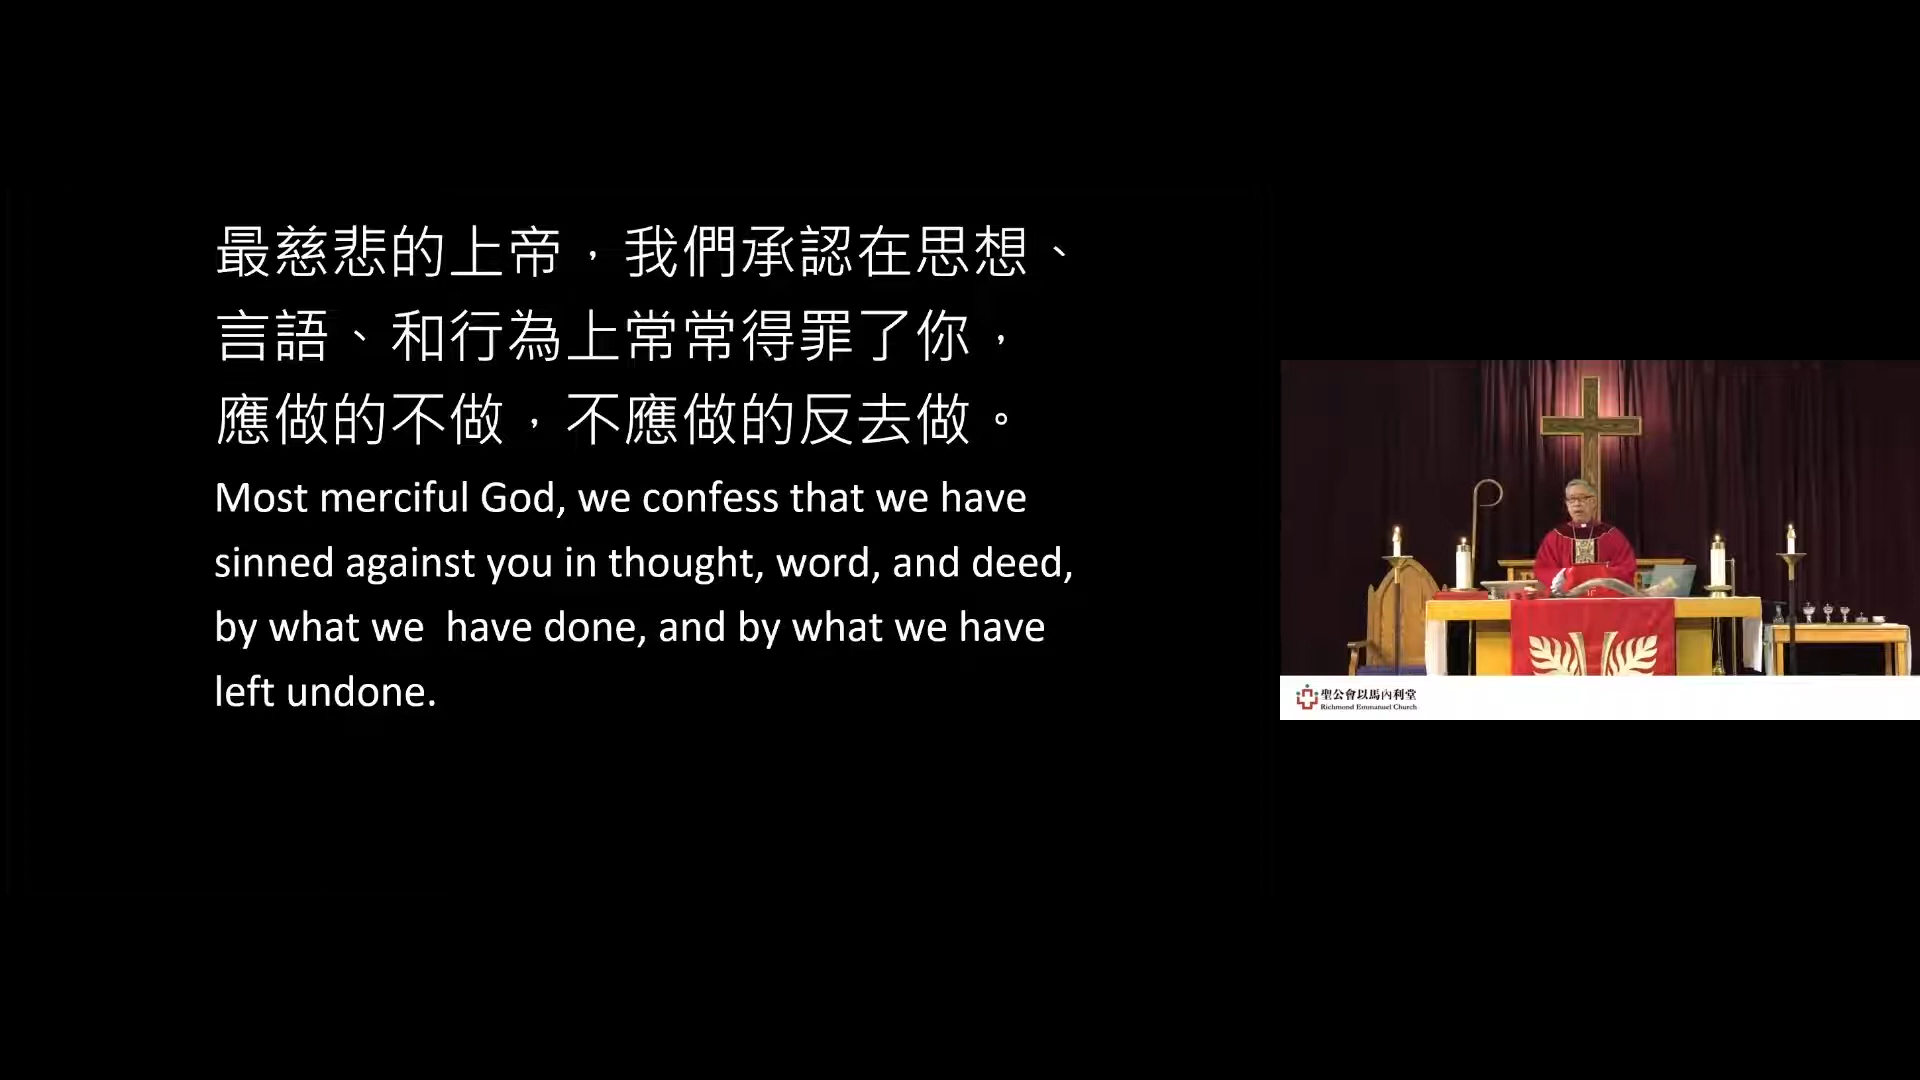 最慈悲的上帝，我們承認在思想、
言語、和行為上常常得罪了你，
應做的不做，不應做的反去做。
Most merciful God, we confess that we have
sinned against you in thought, word, and deed,
by what we  have done, and by what we have
left undone.
聖公會以馬內利堂
Richmond Emmanuel Church